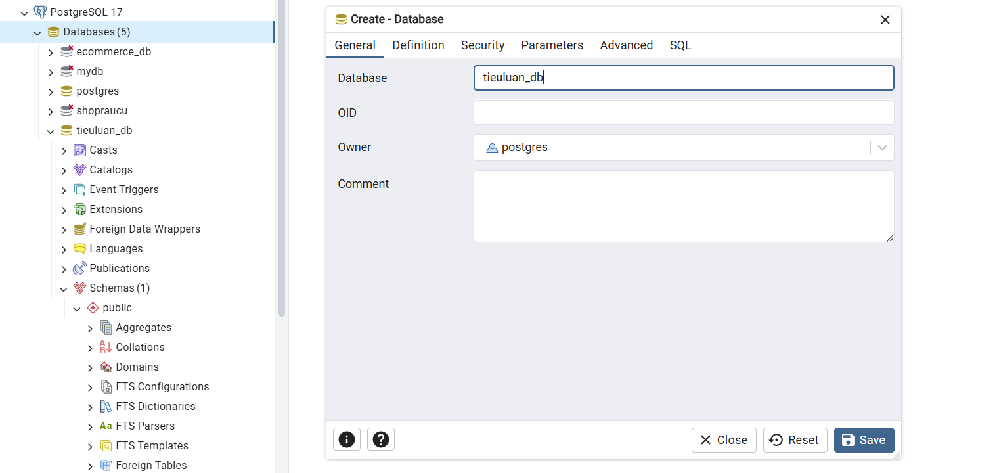 PostgreSQL 17
Databases (5)
ecommerce_db
mydb
postgres
shopraucu
tieuluan_db
Casts
Catalogs
Event Triggers
Extensions
Foreign Data Wrappers
Languages
Publications
Schemas (1)
public
Aggregates
Collations
Domains
FTS Configurations
FTS Dictionaries
Aa FTS Parsers
FTS Templates
Foreign Tables
Create - Database
General Definition Security Parameters Advanced SQL
Database tieuluan_db
OID
Owner postgres
Comment
Close Reset Save